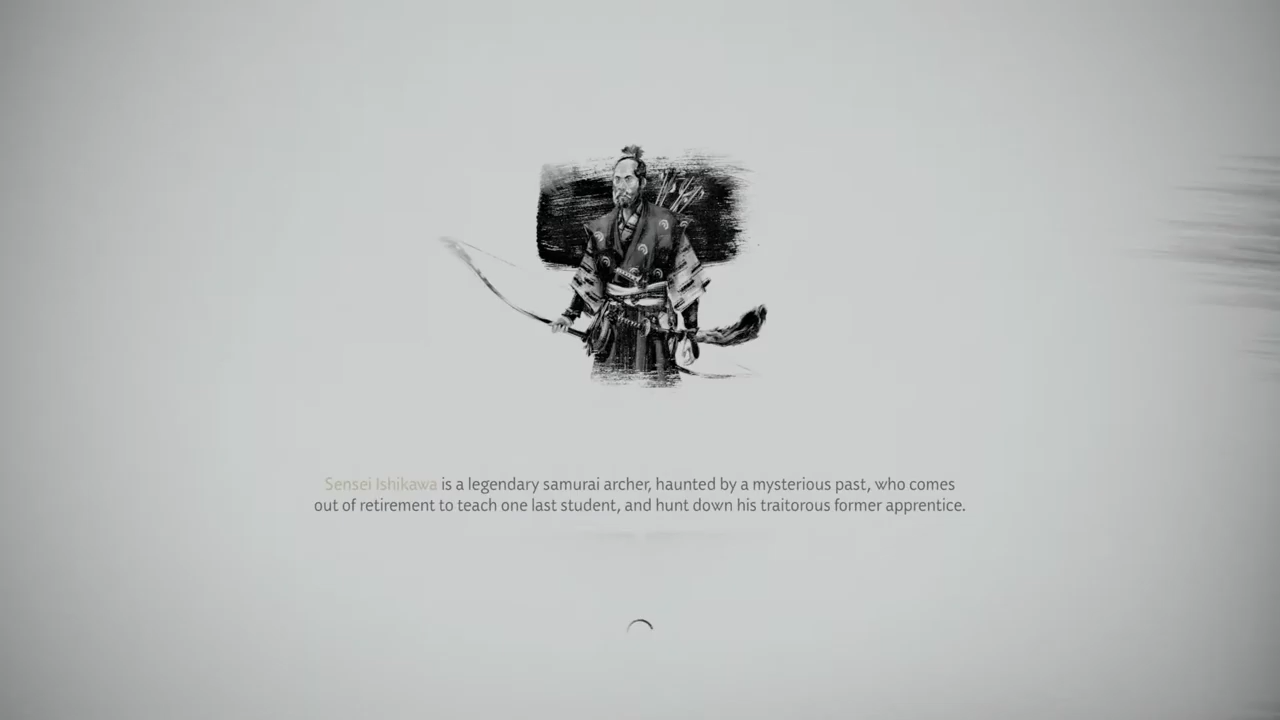 Sensei Ishikawa is a legendary samurai archer, haunted by a mysterious past, who comes
out of retirement to teach one last student, and hunt down his traitorous former apprentice.